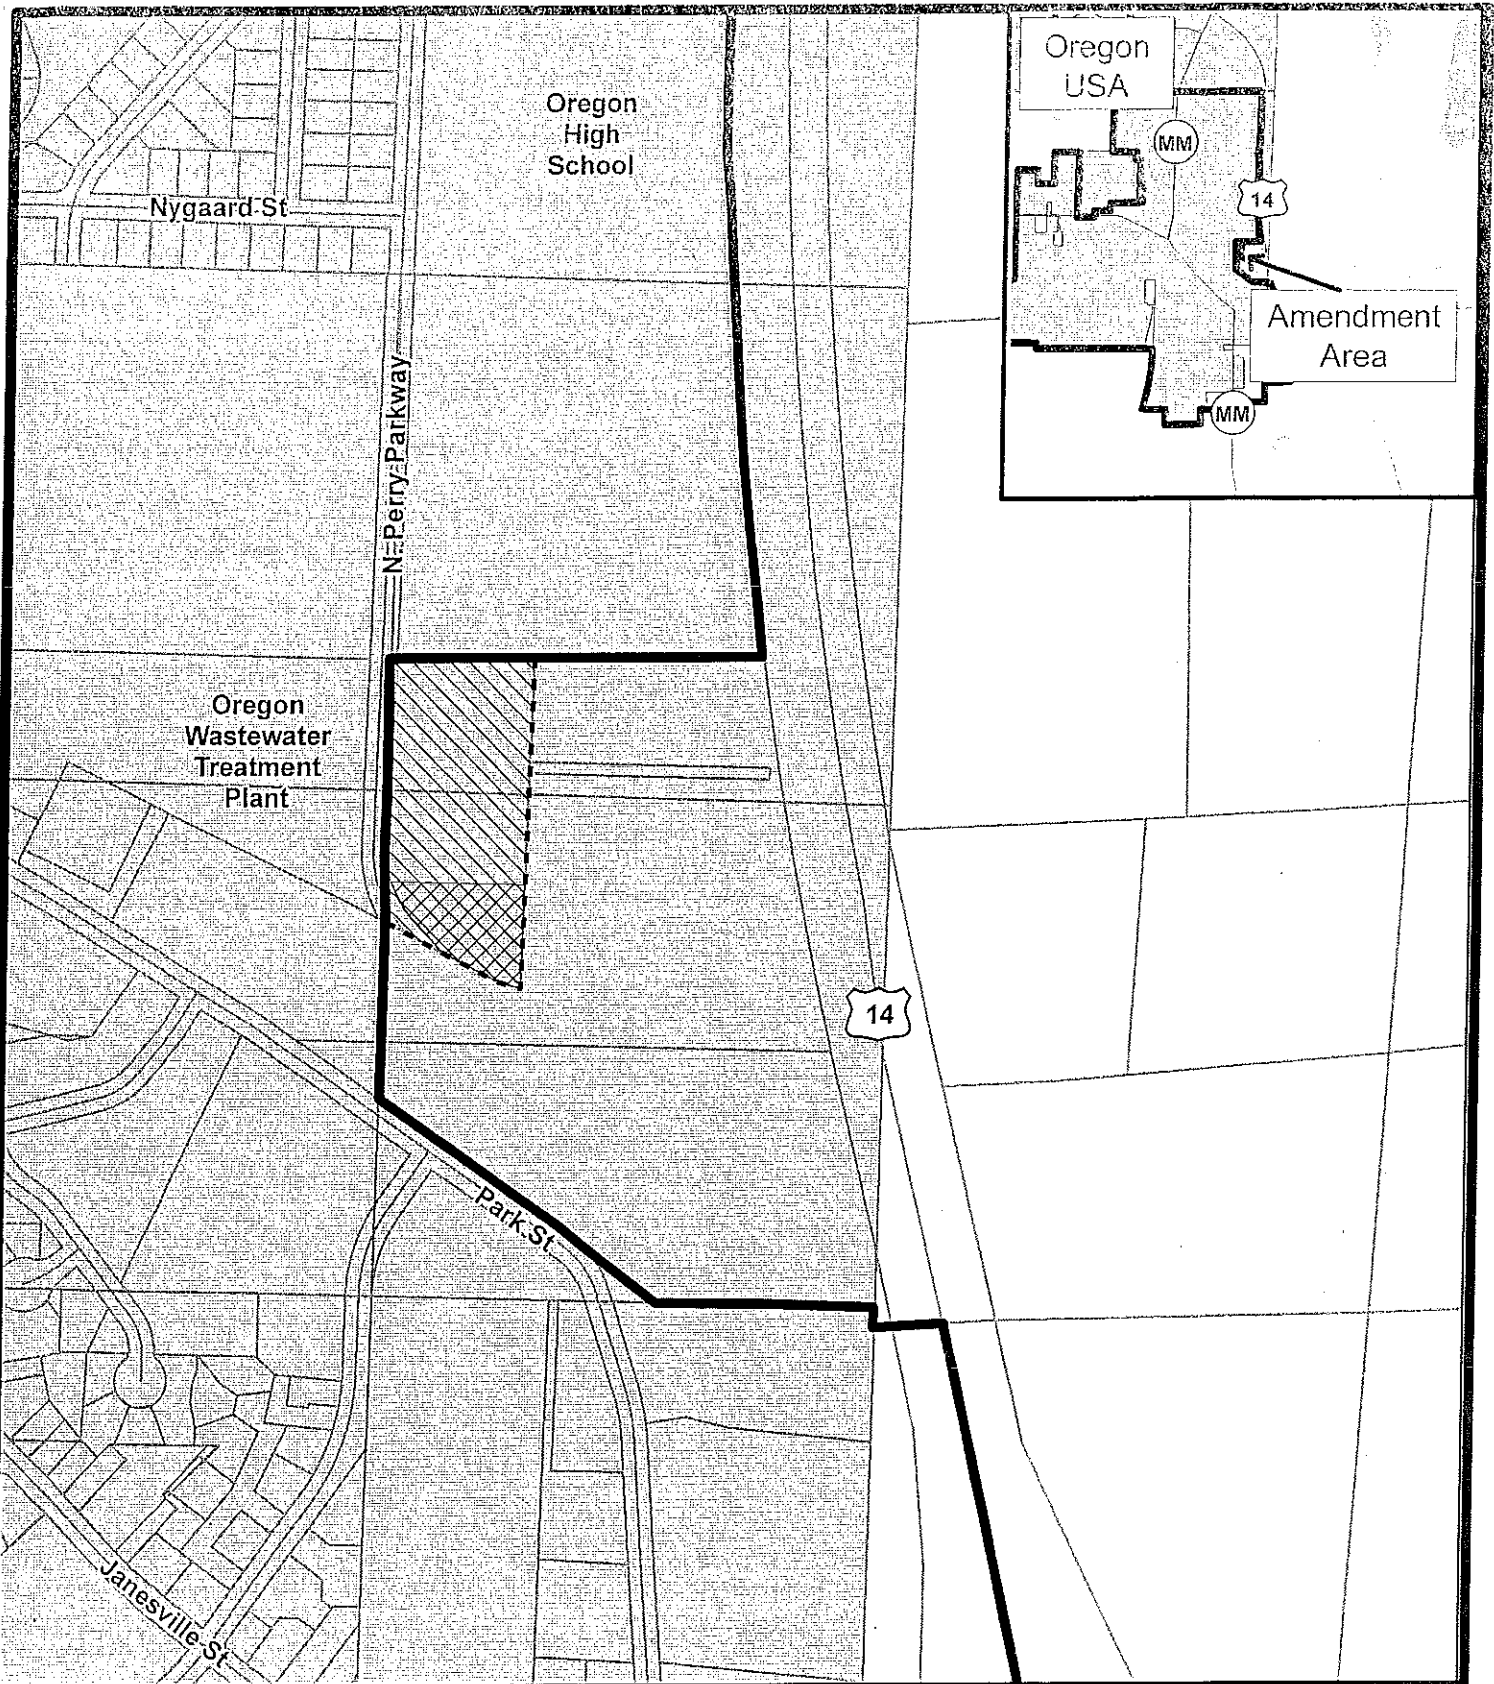 Oregon
High
School
Oregon
USA
MM
14
Amendment
Area
MM
Nygaard St
N Perry Parkway
Oregon
Wastewater
Treatment
Plant
14
Park St
Janesville St